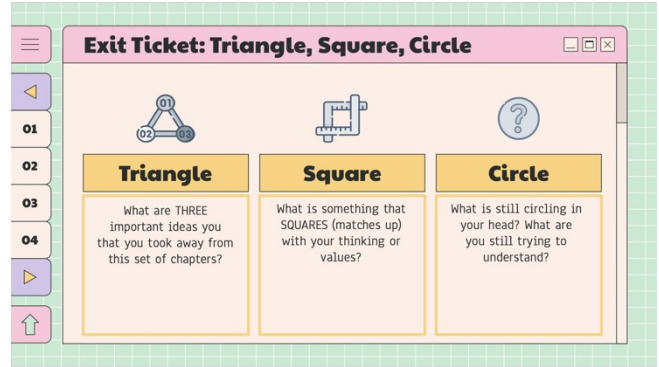 Exit Ticket: Triangle, Square, Circle
01
02
03
04
01
02
03
Triangle
What are THREE
important ideas you
that you took away from
this set of chapters?
Square
What is something that
SQUARES (matches up)
with your thinking or
values?
?
Circle
What is still circling in
your head? What are
you still trying to
understand?